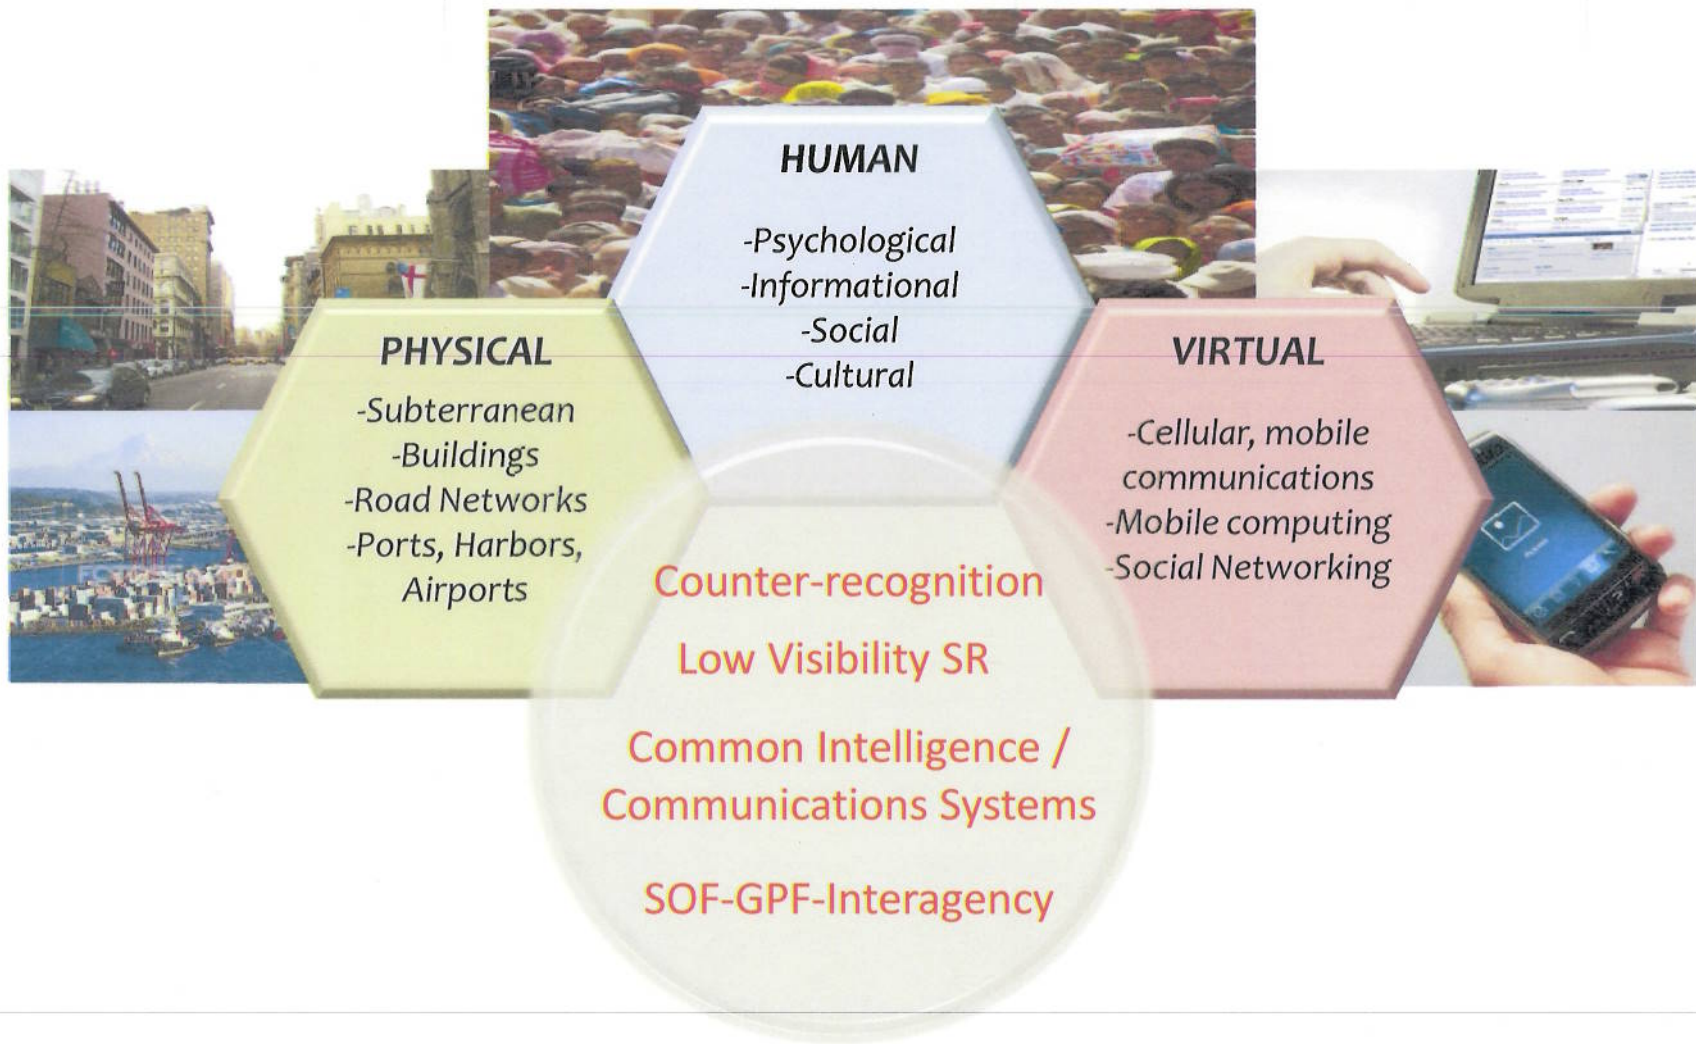 HUMAN
-Psychological
-Informational
-Social
-Cultural
PHYSICAL
-Subterranean
-Buildings
-Road Networks
-Ports, Harbors,
Airports
VIRTUAL
-Cellular, mobile
communications
-Mobile computing
-Social Networking
Counter-recognition
Low Visibility SR
Common Intelligence /
Communications Systems
SOF-GPF-Interagency